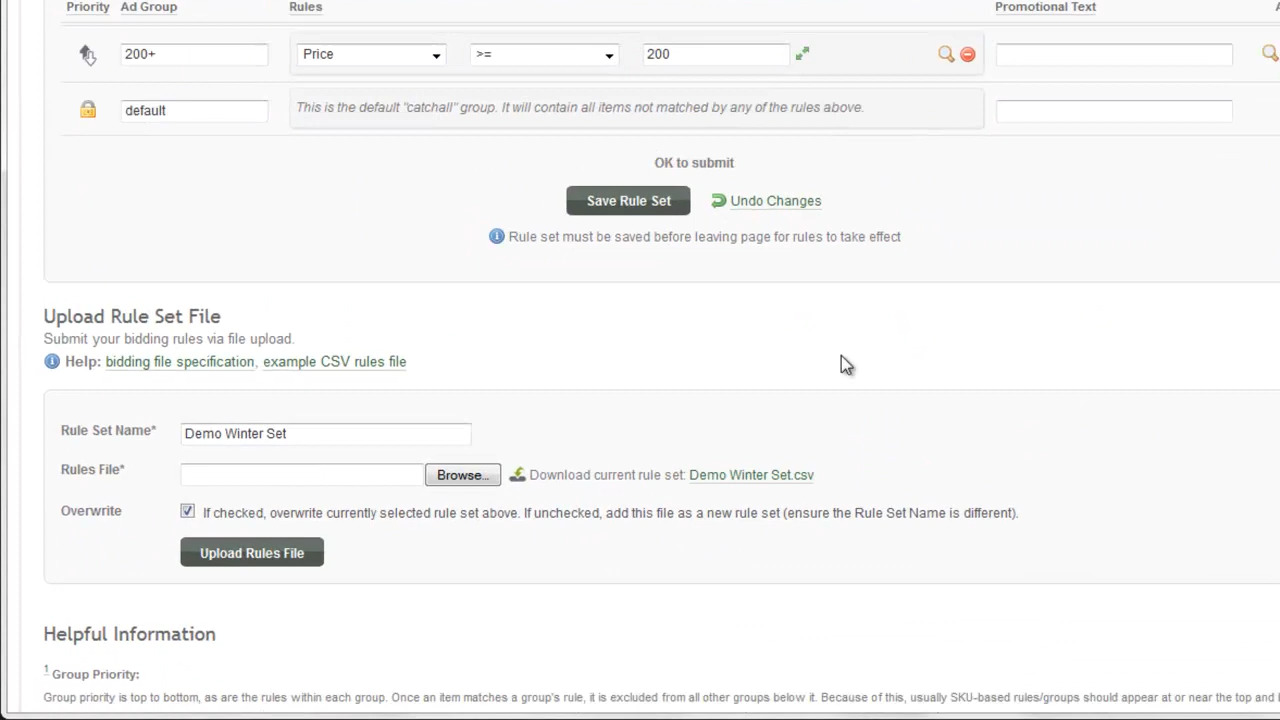 Priority Ad Group Rules Promotional Text
200+ Price >= 200
default This is the default "catchall" group. It will contain all items not matched by any of the rules above.
OK to submit
Save Rule Set Undo Changes
Rule set must be saved before leaving page for rules to take effect
Upload Rule Set File
Submit your bidding rules via file upload.
Help: bidding file specification, example CSV rules file
Rule Set Name* Demo Winter Set
Rules File* Browse... Download current rule set: Demo Winter Set.csv
Overwrite If checked, overwrite currently selected rule set above. If unchecked, add this file as a new rule set (ensure the Rule Set Name is different).
Upload Rules File
Helpful Information
1 Group Priority:
Group priority is top to bottom, as are the rules within each group. Once an item matches a group's rule, it is excluded from all other groups below it. Because of this, usually SKU-based rules/groups should appear at or near the top and